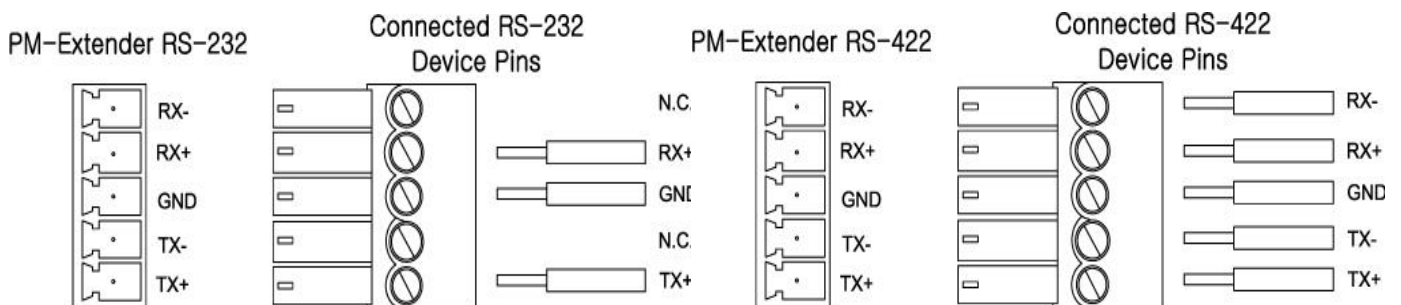 PM-Extender RS-232
Connected RS-232
Device Pins
RX-
RX+
GND
TX-
TX+
N.C.
RX+
GND
N.C.
TX+
PM-Extender RS-422
Connected RS-422
Device Pins
RX-
RX+
GND
TX-
TX+
RX-
RX+
GND
TX-
TX+